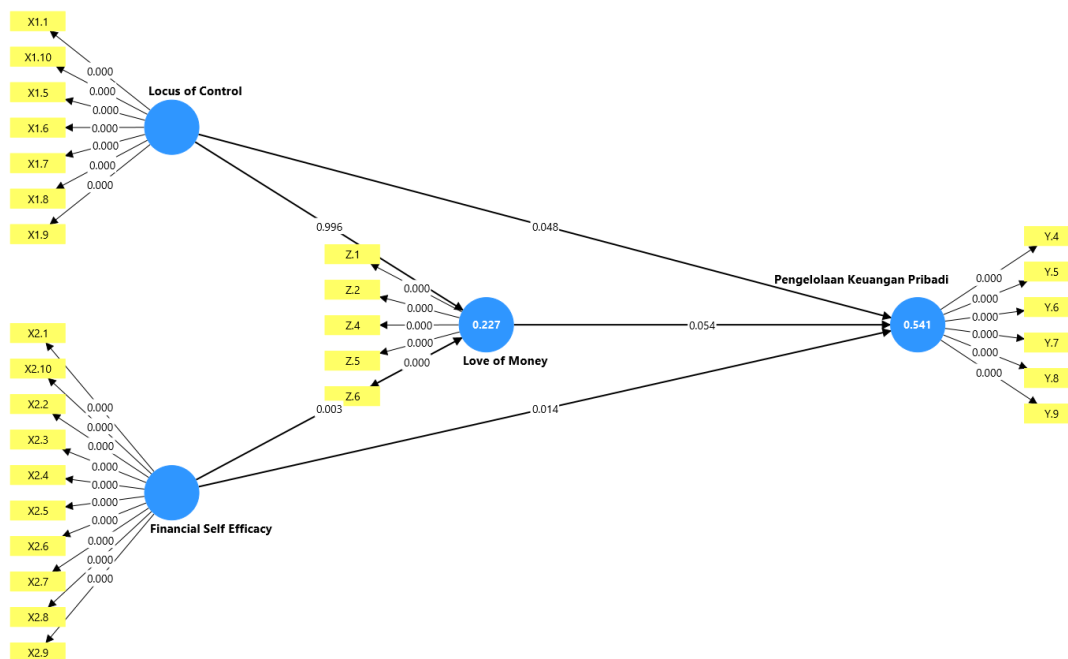 X1.1
X1.10
X1.5
X1.6
X1.7
X1.8
X1.9
0.000
0.000
0.000
0.000
0.000
0.000
0.000
Locus of Control
0.996
0.048
Z.1
Z.2
Z.4
Z.5
Z.6
0.000
0.000
0.000
0.000
0.000
0.227
Love of Money
0.054
Pengelolaan Keuangan Pribadi
0.541
Y.4
Y.5
Y.6
Y.7
Y.8
Y.9
0.000
0.000
0.000
0.000
0.000
0.000
X2.1
X2.10
X2.2
X2.3
X2.4
X2.5
X2.6
X2.7
X2.8
X2.9
0.000
0.000
0.000
0.000
0.000
0.000
0.000
0.000
0.000
0.000
0.003
0.014
Financial Self Efficacy